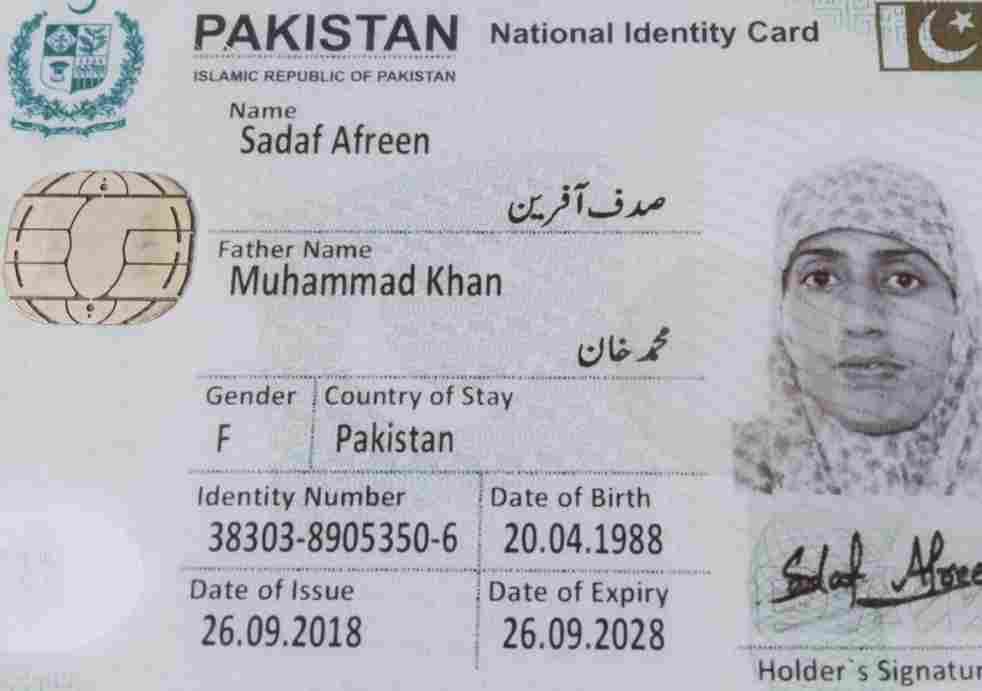 PAKISTAN National Identity Card
ISLAMIC REPUBLIC OF PAKISTAN
Name
Sadaf Afreen
صدف آفرین
Father Name
Muhammad Khan
محمد خان
Gender Country of Stay
F Pakistan
Identity Number Date of Birth
38303-8905350-6 20.04.1988
Date of Issue Date of Expiry
26.09.2018 26.09.2028
Sadaf Afree
Holder`s Signatur